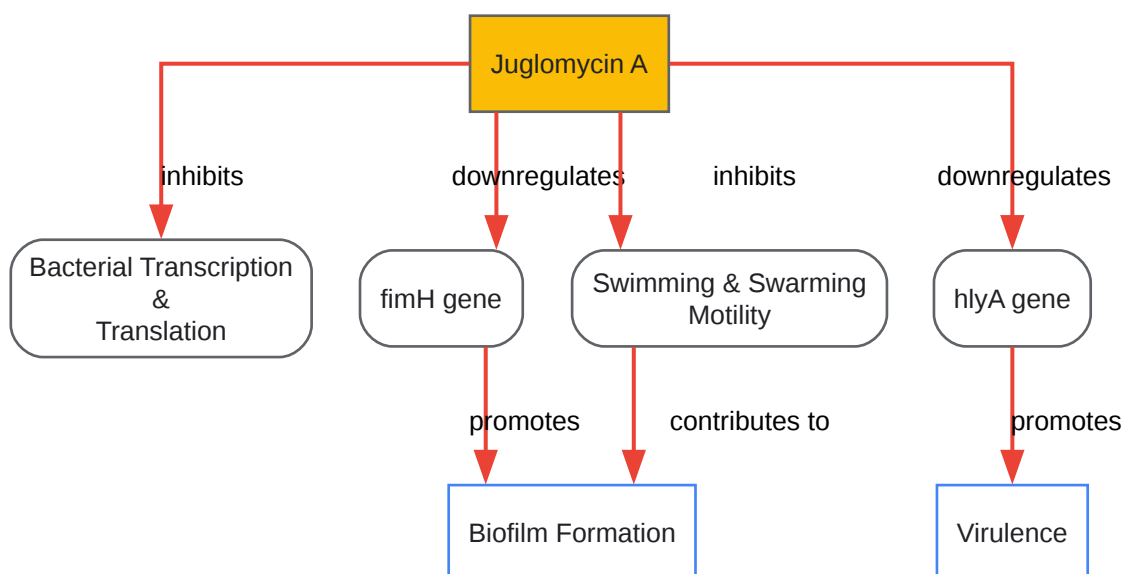 Juglomycin A
inhibits
downregulates
inhibits
downregulates
Bacterial Transcription
&
Translation
fimH gene
Swimming & Swarming
Motility
hlyA gene
promotes
contributes to
promotes
Biofilm Formation
Virulence